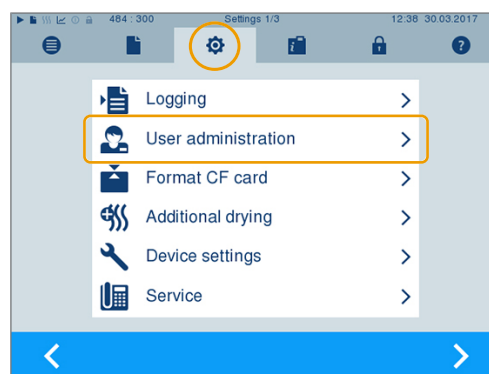 484 : 300 Settings 1/3 12:38 30.03.2017
Logging
User administration
Format CF card
Additional drying
Device settings
Service